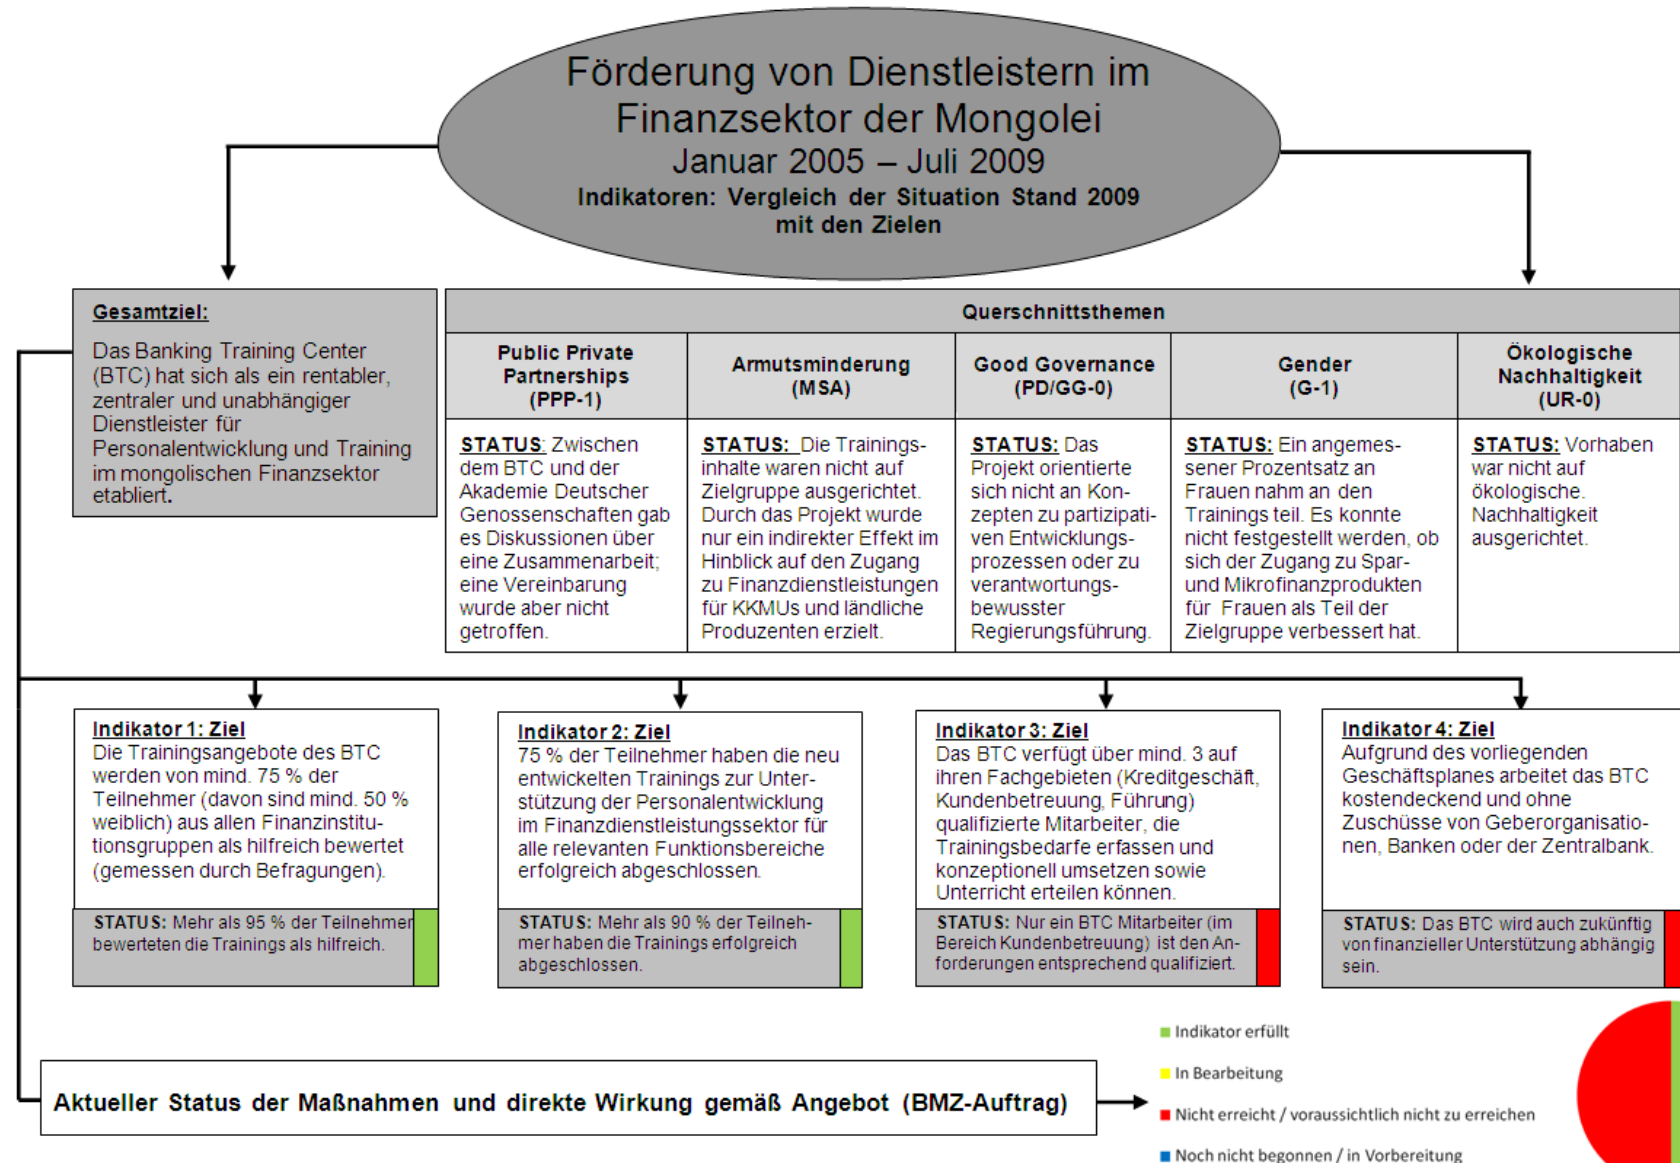 Förderung von Dienstleistern im
Finanzsektor der Mongolei
Januar 2005 – Juli 2009
Indikatoren: Vergleich der Situation Stand 2009
mit den Zielen
Gesamtziel:
Das Banking Training Center
(BTC) hat sich als ein rentabler,
zentraler und unabhängiger
Dienstleister für
Personalentwicklung und Training
im mongolischen Finanzsektor
etabliert.
Querschnittsthemen
Public Private
Partnerships
(PPP-1)
STATUS: Zwischen
dem BTC und der
Akademie Deutscher
Genossenschaften gab
es Diskussionen über
eine Zusammenarbeit;
eine Vereinbarung
wurde aber nicht
getroffen.
Armutsminderung
(MSA)
STATUS: Die Trainings-
inhalte waren nicht auf
Zielgruppe ausgerichtet.
Durch das Projekt wurde
nur ein indirekter Effekt im
Hinblick auf den Zugang
zu Finanzdienstleistungen
für KKMUs und ländliche
Produzenten erzielt.
Good Governance
(PD/GG-0)
STATUS: Das
Projekt orientierte
sich nicht an Kon-
zepten zu partizipati-
ven Entwicklungs-
prozessen oder zu
verantwortungs-
bewusster
Regierungsführung.
Gender
(G-1)
STATUS: Ein angemes-
sener Prozentsatz an
Frauen nahm an den
Trainings teil. Es konnte
nicht festgestellt werden, ob
sich der Zugang zu Spar-
und Mikrofinanzprodukten
für Frauen als Teil der
Zielgruppe verbessert hat.
Ökologische
Nachhaltigkeit
(UR-0)
STATUS: Vorhaben
war nicht auf
ökologische.
Nachhaltigkeit
ausgerichtet.
Indikator 1: Ziel
Die Trainingsangebote des BTC
werden von mind. 75 % der
Teilnehmer (davon sind mind. 50 %
weiblich) aus allen Finanzinstitu-
tionsgruppen als hilfreich bewertet
(gemessen durch Befragungen).
STATUS: Mehr als 95 % der Teilnehmer
bewerteten die Trainings als hilfreich.
Indikator 2: Ziel
75 % der Teilnehmer haben die neu
entwickelten Trainings zur Unter-
stützung der Personalentwicklung
im Finanzdienstleistungssektor für
alle relevanten Funktionsbereiche
erfolgreich abgeschlossen.
STATUS: Mehr als 90 % der Teilneh-
mer haben die Trainings erfolgreich
abgeschlossen.
Indikator 3: Ziel
Das BTC verfügt über mind. 3 auf
ihren Fachgebieten (Kreditgeschäft,
Kundenbetreuung, Führung)
qualifizierte Mitarbeiter, die
Trainingsbedarfe erfassen und
konzeptionell umsetzen sowie
Unterricht erteilen können.
STATUS: Nur ein BTC Mitarbeiter (im
Bereich Kundenbetreuung) ist den An-
forderungen entsprechend qualifiziert.
Indikator 4: Ziel
Aufgrund des vorliegenden
Geschäftsplanes arbeitet das BTC
kostendeckend und ohne
Zuschüsse von Geberorganisatio-
nen, Banken oder der Zentralbank.
STATUS: Das BTC wird auch zukünftig
von finanzieller Unterstützung abhängig
sein.
Aktueller Status der Maßnahmen und direkte Wirkung gemäß Angebot (BMZ-Auftrag)
Indikator erfüllt
In Bearbeitung
Nicht erreicht / voraussichtlich nicht zu erreichen
Noch nicht begonnen / in Vorbereitung